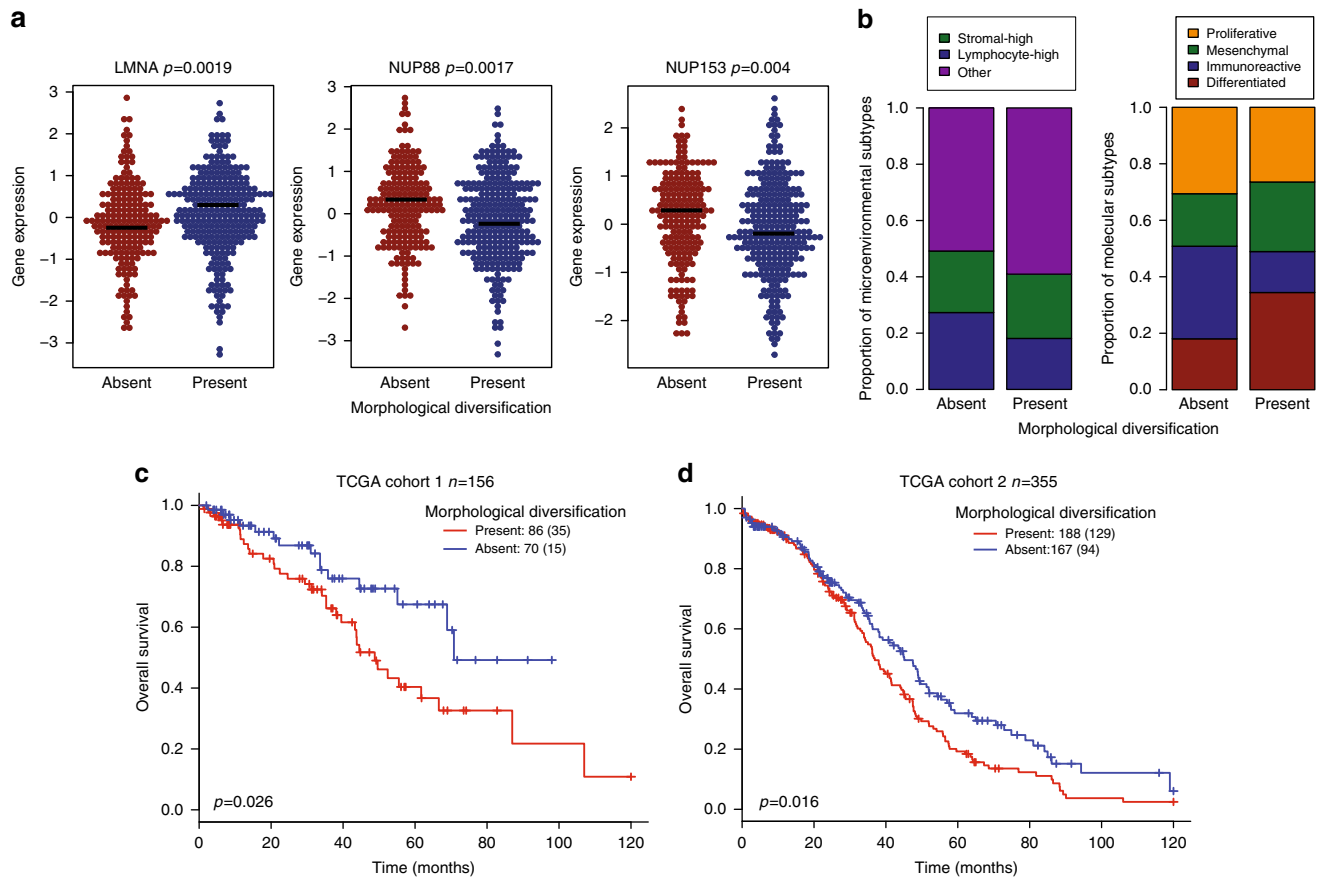 a
LMNA p=0.0019
Gene expression
3
2
1
0
−1
−2
−3
Absent
Present
NUP88 p=0.0017
Gene expression
3
2
1
0
−1
−2
−3
Absent
Present
NUP153 p=0.004
Gene expression
2
1
0
−1
−2
Absent
Present
Morphological diversification
b
Stromal-high
Lymphocyte-high
Other
Proportion of microenvironmental subtypes
1.0
0.8
0.6
0.4
0.2
0.0
Absent
Present
Proliferative
Mesenchymal
Immunoreactive
Differentiated
Proportion of molecular subtypes
1.0
0.8
0.6
0.4
0.2
0.0
Absent
Present
Morphological diversification
c
TCGA cohort 1 n=156
Morphological diversification
Present: 86 (35)
Absent: 70 (15)
Overall survival
1.0
0.8
0.6
0.4
0.2
0.0
p=0.026
0
20
40
60
80
100
120
Time (months)
d
TCGA cohort 2 n=355
Morphological diversification
Present: 188 (129)
Absent:167 (94)
Overall survival
1.0
0.8
0.6
0.4
0.2
0.0
p=0.016
0
20
40
60
80
100
120
Time (months)